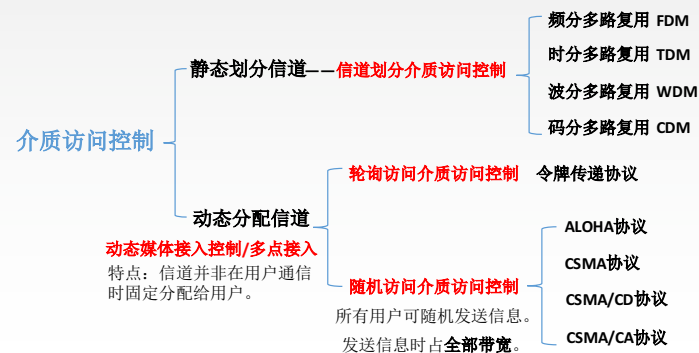 频分多路复用 FDM
静态划分信道——信道划分介质访问控制
时分多路复用 TDM
波分多路复用 WDM
码分多路复用 CDM
介质访问控制
轮询访问介质访问控制 令牌传递协议
动态分配信道
动态媒体接入控制/多点接入
特点：信道并非在用户通信
时固定分配给用户。
ALOHA协议
CSMA协议
随机访问介质访问控制
CSMA/CD协议
所有用户可随机发送信息。
发送信息时占全部带宽。
CSMA/CA协议